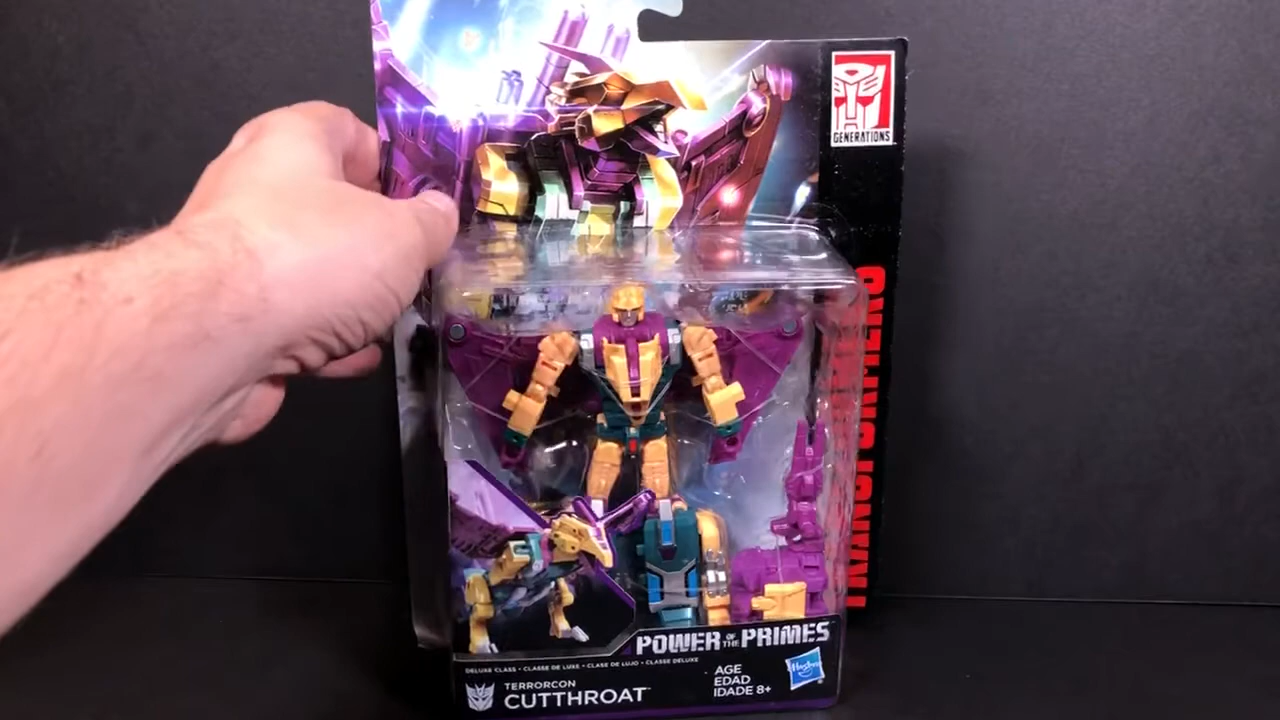 GENERATIONS
TRANSFORMERS
POWER OF THE PRIMES
DELUXE CLASS • CLASSE DE LUXE • CLASE DE LUJO • CLASSE DELUXE
TERRORCON
CUTTHROAT™
AGE
EDAD
IDADE 8+
Hasbro